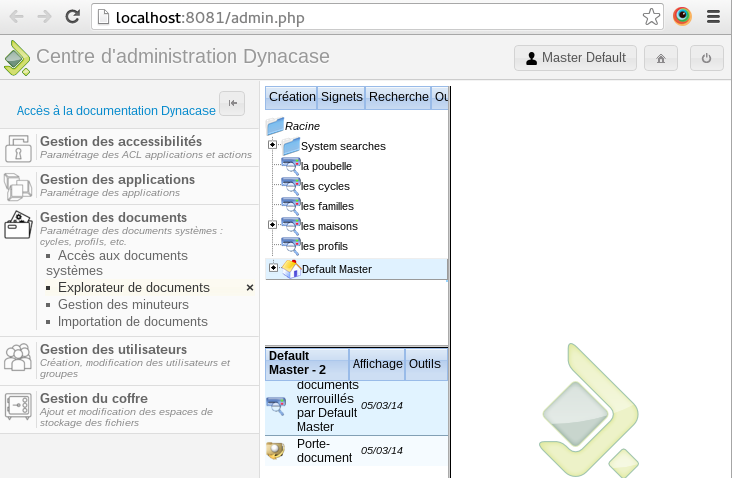 localhost:8081/admin.php
Centre d'administration Dynacase
Master Default
Accès à la documentation Dynacase
Gestion des accessibilités
Paramétrage des ACL applications et actions
Gestion des applications
Paramétrage des applications
Gestion des documents
Paramétrage des documents systèmes :
cycles, profils, etc.
Accès aux documents
systèmes
Explorateur de documents ×
Gestion des minuteurs
Importation de documents
Gestion des utilisateurs
Création, modification des utilisateurs et
groupes
Gestion du coffre
Ajout et modification des espaces de
stockage des fichiers
Création Signets Recherche Ou
Racine
System searches
la poubelle
les cycles
les familles
les maisons
les profils
Default Master
Default
Master - 2
Affichage Outils
documents
verrouillés
par Default
Master
05/03/14
Porte-
document
05/03/14